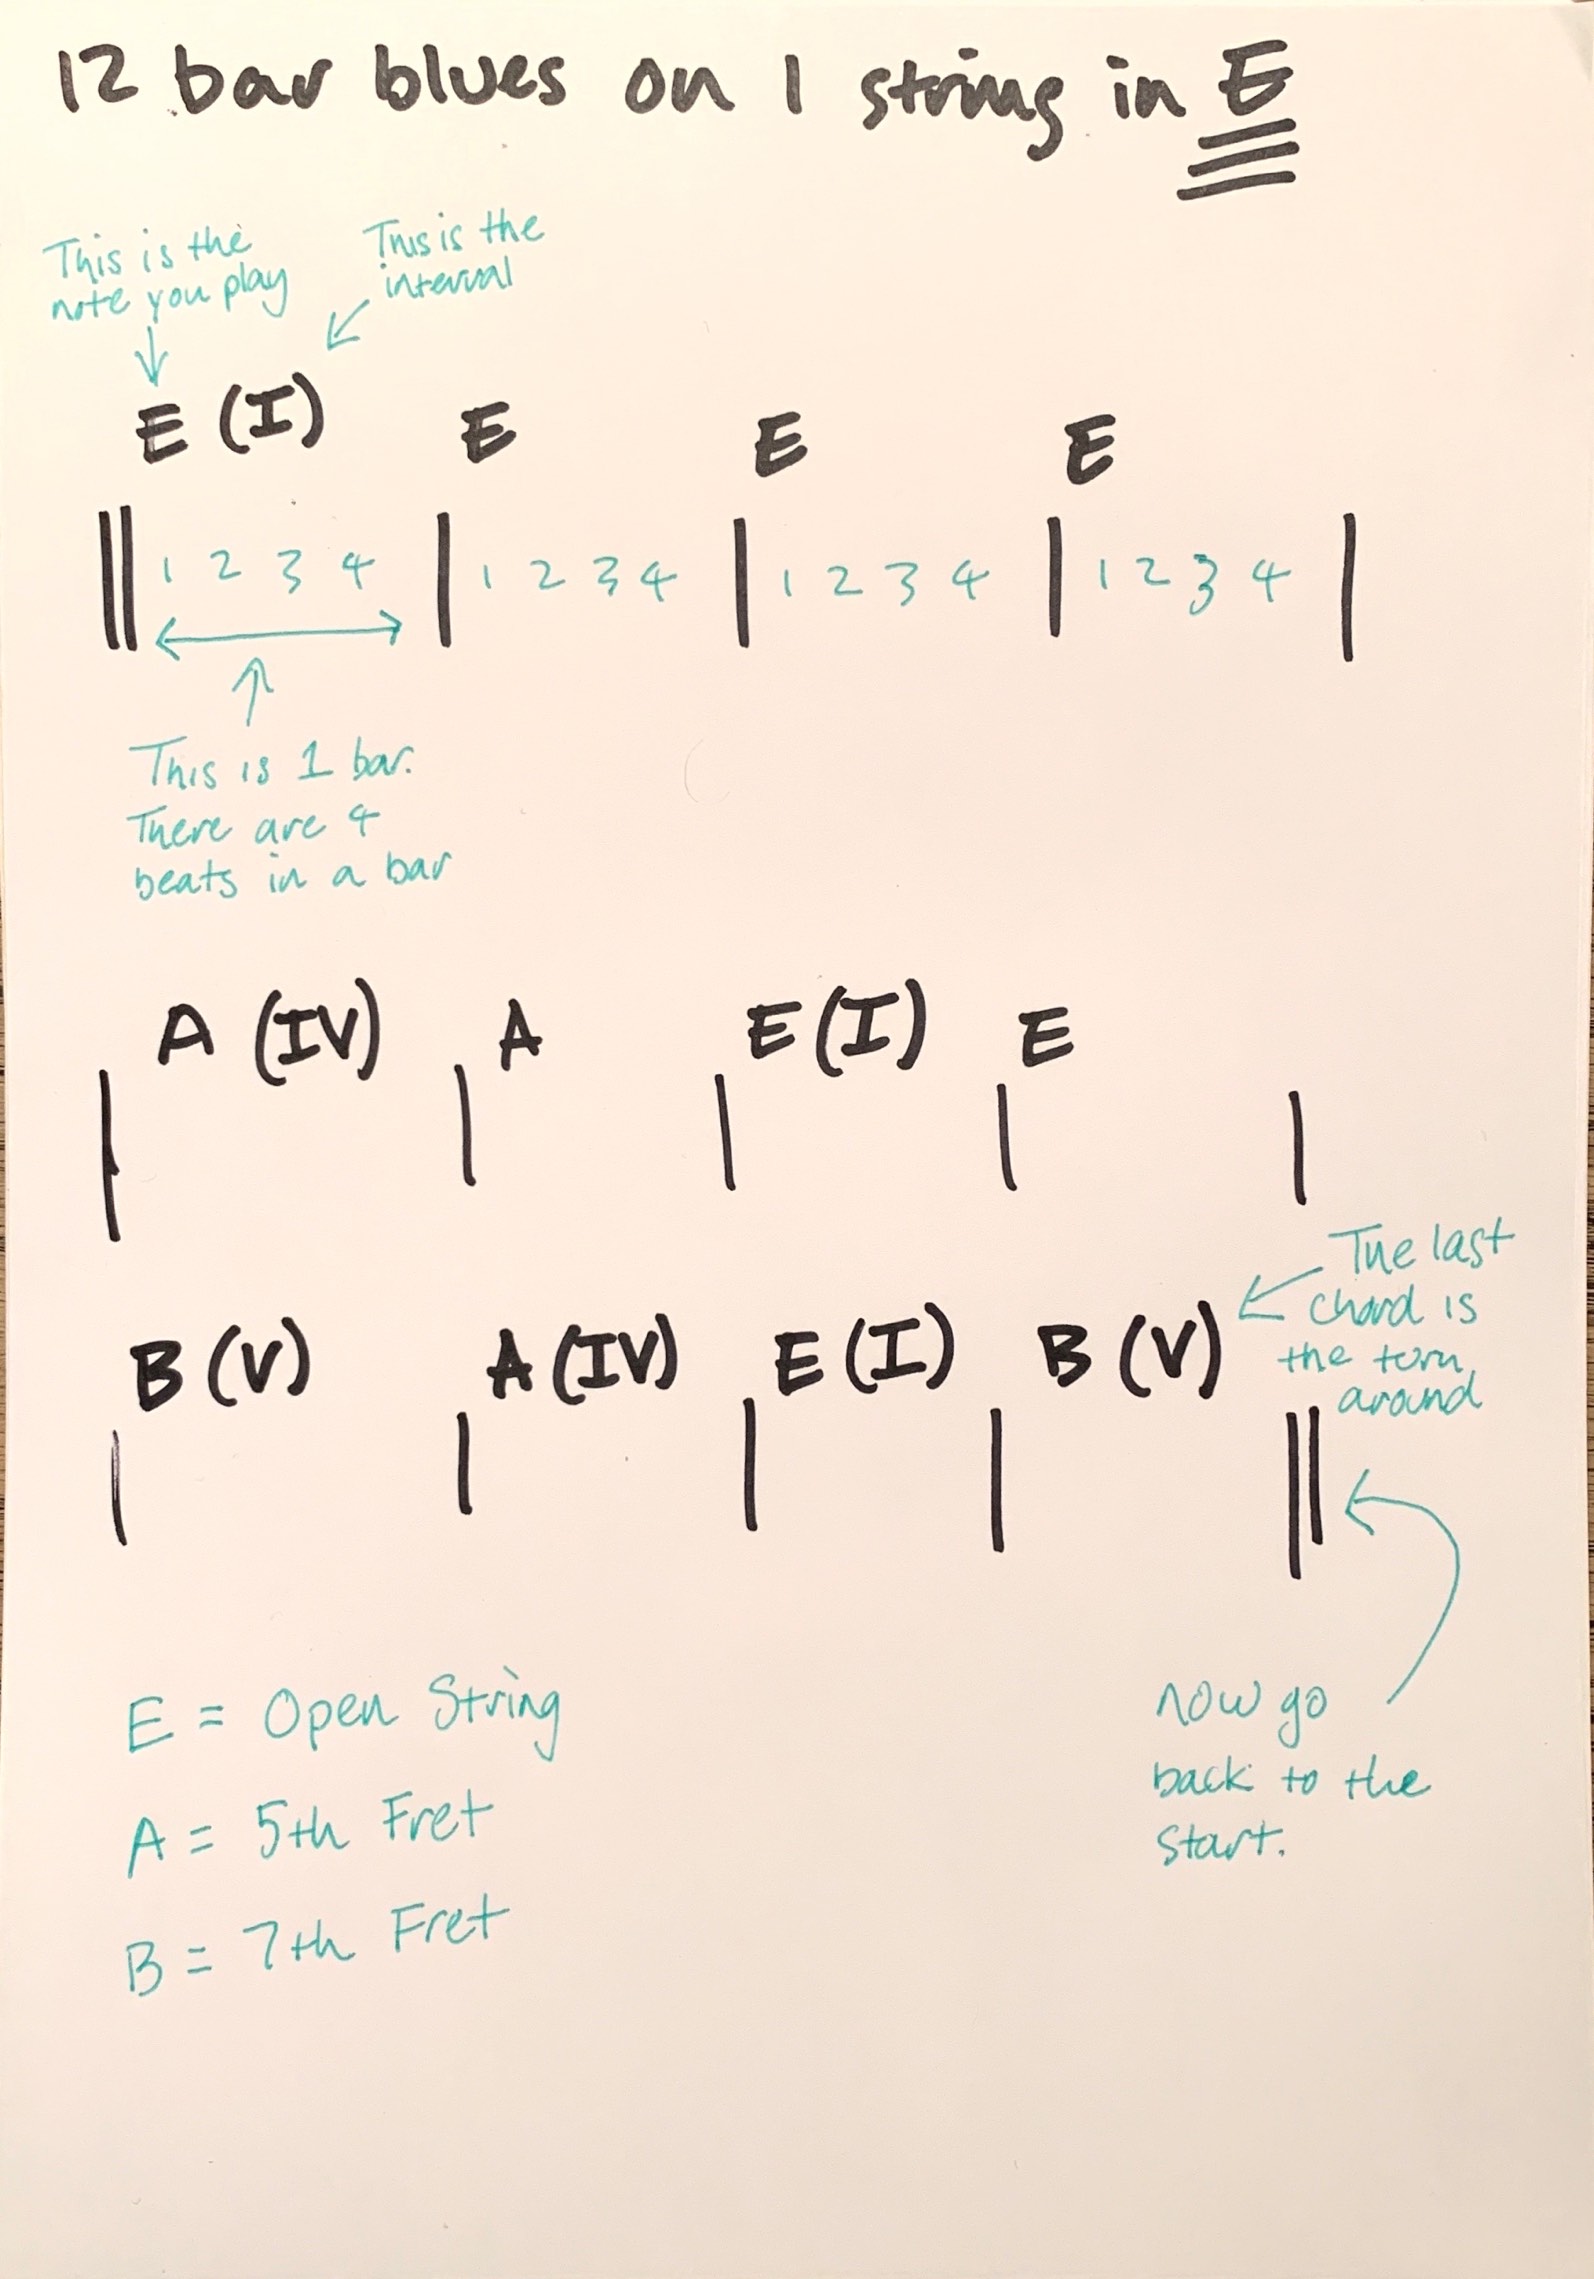 12 bar blues on 1 string in E
This is the
note you play
This is the
interval
E (I) E E E
1 2 3 4 1 2 3 4 1 2 3 4 1 2 3 4
This is 1 bar.
There are 4
beats in a bar
A (IV) A E (I) E
The last
chord is
the turn
around
B (V) A (IV) E (I) B (V)
E = Open String
A = 5th Fret
B = 7th Fret
now go
back to the
start.